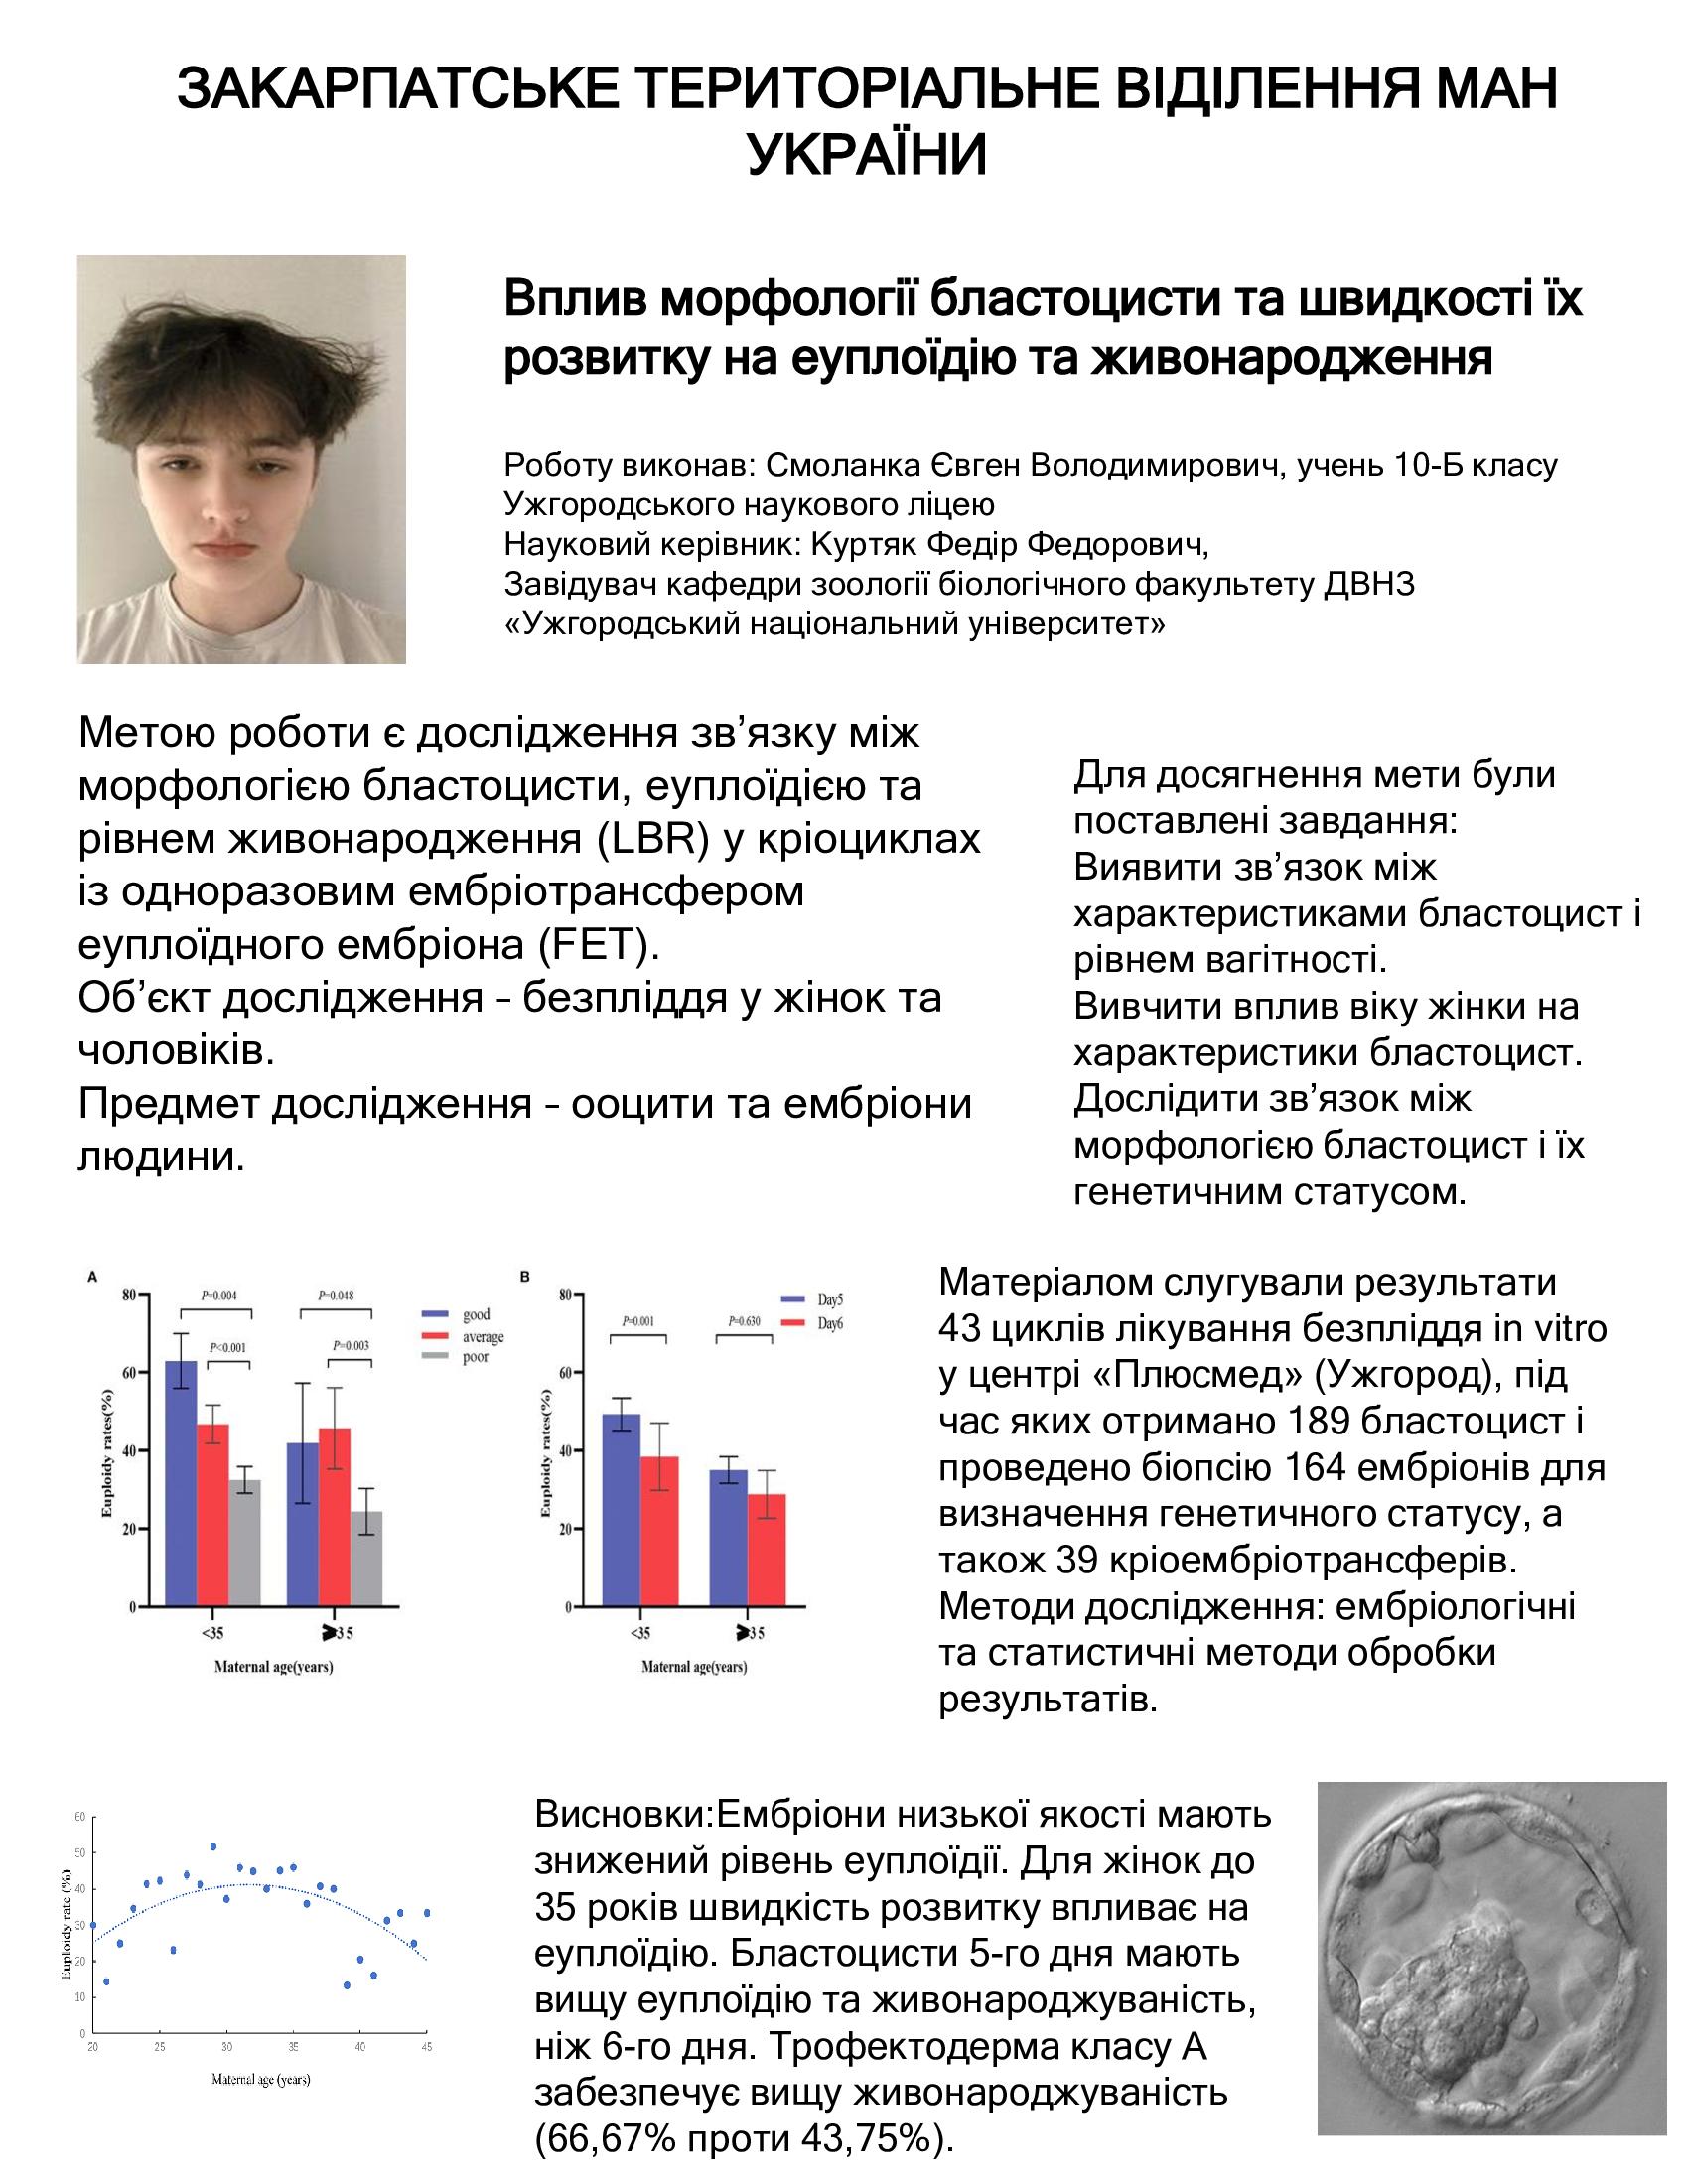 ЗАКАРПАТСЬКЕ ТЕРИТОРІАЛЬНЕ ВІДІЛЕННЯ МАН
УКРАЇНИ
Вплив морфології бластоцисти та швидкості їх
розвитку на еуплоїдію та живонародження
Роботу виконав: Смоланка Євген Володимирович, учень 10-Б класу
Ужгородського наукового ліцею
Науковий керівник: Куртяк Федір Федорович,
Завідувач кафедри зоології біологічного факультету ДВНЗ
«Ужгородський національний університет»
Метою роботи є дослідження зв’язку між
морфологією бластоцисти, еуплоїдією та
рівнем живонародження (LBR) у кріоциклах
із одноразовим ембріотрансфером
еуплоїдного ембріона (FET).
Об’єкт дослідження – безпліддя у жінок та
чоловіків.
Предмет дослідження – ооцити та ембріони
людини.
Для досягнення мети були
поставлені завдання:
Виявити зв’язок між
характеристиками бластоцист і
рівнем вагітності.
Вивчити вплив віку жінки на
характеристики бластоцист.
Дослідити зв’язок між
морфологією бластоцист і їх
генетичним статусом.
A
80
60
40
20
0
Euploidy rates(%)
P=0.004
P<0.001
P=0.048
P=0.003
good
average
poor
<35
⩾35
Maternal age(years)
B
80
60
40
20
0
Euploidy rates(%)
P=0.001
P=0.630
Day5
Day6
<35
⩾35
Maternal age(years)
Матеріалом слугували результати
43 циклів лікування безпліддя in vitro
у центрі «Плюсмед» (Ужгород), під
час яких отримано 189 бластоцист і
проведено біопсію 164 ембріонів для
визначення генетичного статусу, а
також 39 кріоембріотрансферів.
Методи дослідження: ембріологічні
та статистичні методи обробки
результатів.
60
50
40
30
20
10
0
Euploidy rate (%)
20 25 30 35 40 45
Maternal age (years)
Висновки:Ембріони низької якості мають
знижений рівень еуплоїдії. Для жінок до
35 років швидкість розвитку впливає на
еуплоїдію. Бластоцисти 5-го дня мають
вищу еуплоїдію та живонароджуваність,
ніж 6-го дня. Трофектодерма класу А
забезпечує вищу живонароджуваність
(66,67% проти 43,75%).